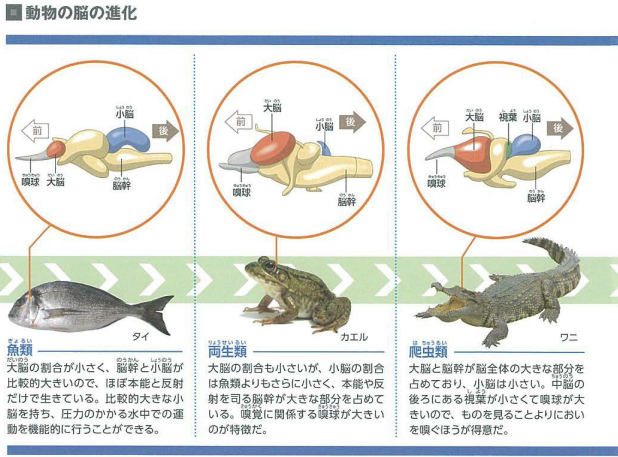 動物の脳の進化
前
後
大脳
小脳
嗅球
脳幹
前
後
大脳
小脳
嗅球
脳幹
前
後
大脳
視葉
小脳
嗅球
脳幹
タイ
魚類
大脳の割合が小さく、脳幹と小脳が
比較的大きいので、ほぼ本能と反射
だけで生きている。比較的大きな小
脳を持ち、圧力のかかる水中での運
動を機能的に行うことができる。
カエル
両生類
大脳の割合も小さいが、小脳の割合
は魚類よりもさらに小さく、本能や反
射を司る脳幹が大きな部分を占めて
いる。嗅覚に関係する嗅球が大きい
のが特徴だ。
ワニ
爬虫類
大脳と脳幹が脳全体の大きな部分を
占めており、小脳は小さい。中脳の
後ろにある視葉が小さくて嗅球が大
きいので、ものを見ることよりにおい
を嗅ぐほうが得意だ。